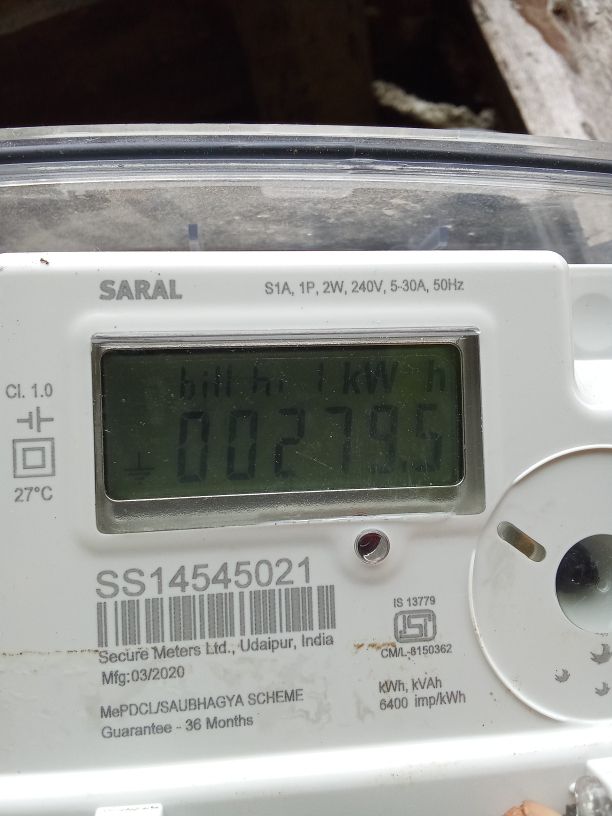 SARAL
S1A, 1P, 2W, 240V, 5-30A, 50Hz
Cl. 1.0
bill hi 1 kW h
00279.5
27°C
SS14545021
Secure Meters Ltd., Udaipur, India
Mfg:03/2020
MePDCL/SAUBHAGYA SCHEME
Guarantee - 36 Months
IS 13779
CM/L-8150362
kWh, kVAh
6400 imp/kWh